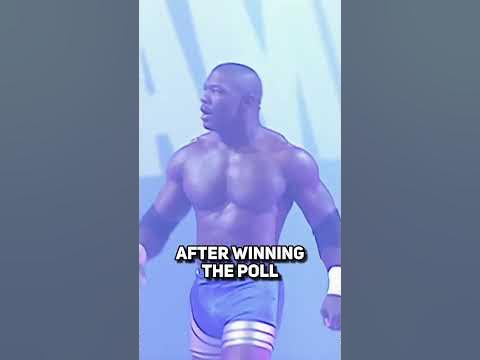 AFTER WINNING
THE POLL